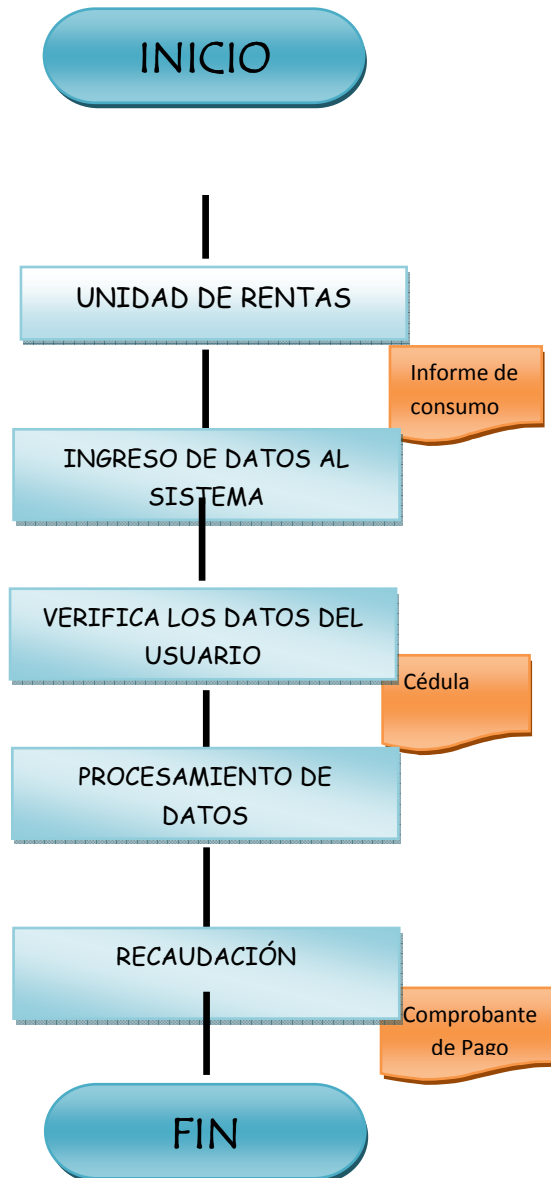 INICIO
UNIDAD DE RENTAS
Informe de
consumo
INGRESO DE DATOS AL
SISTEMA
VERIFICA LOS DATOS DEL
USUARIO
Cédula
PROCESAMIENTO DE
DATOS
RECAUDACIÓN
Comprobante
de Pago
FIN